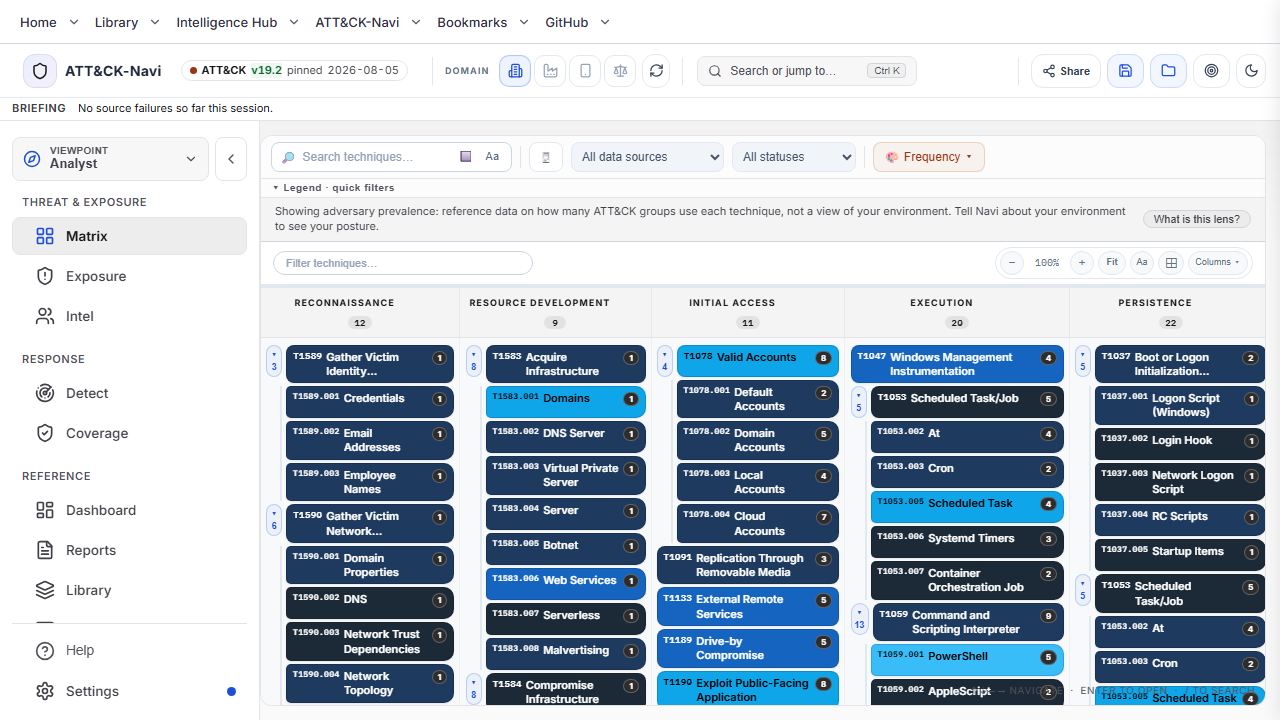 Home Library Intelligence Hub ATT&CK-Navi Bookmarks GitHub
ATT&CK-Navi ATT&CK v19.2 pinned 2026-08-05 DOMAIN Search or jump to... Ctrl K Share
BRIEFING No source failures so far this session.
VIEWPOINT
Analyst
THREAT & EXPOSURE
Matrix
Exposure
Intel
RESPONSE
Detect
Coverage
REFERENCE
Dashboard
Reports
Library
Help
Settings
Search techniques... Aa All data sources All statuses Frequency
Legend · quick filters
Showing adversary prevalence: reference data on how many ATT&CK groups use each technique, not a view of your environment. Tell Navi about your environment
to see your posture.
What is this lens?
Filter techniques... − 100% + Fit Aa Columns
RECONNAISSANCE
12
3
T1589 Gather Victim
Identity... 1
T1589.001 Credentials 1
T1589.002 Email
Addresses 1
T1589.003 Employee
Names 1
6
T1590 Gather Victim
Network... 1
T1590.001 Domain
Properties 1
T1590.002 DNS 1
T1590.003 Network Trust
Dependencies 1
T1590.004 Network
Topology 1
RESOURCE DEVELOPMENT
9
8
T1583 Acquire
Infrastructure 1
T1583.001 Domains 1
T1583.002 DNS Server 1
T1583.003 Virtual Private
Server 1
T1583.004 Server 1
T1583.005 Botnet 1
T1583.006 Web Services 1
T1583.007 Serverless 1
T1583.008 Malvertising 1
8
T1584 Compromise
Infrastructure 1
INITIAL ACCESS
11
4
T1078 Valid Accounts 8
T1078.001 Default
Accounts 2
T1078.002 Domain
Accounts 5
T1078.003 Local
Accounts 4
T1078.004 Cloud
Accounts 7
T1091 Replication Through
Removable Media 3
T1133 External Remote
Services 5
T1189 Drive-by
Compromise 5
T1190 Exploit Public-Facing
Application 8
EXECUTION
20
T1047 Windows Management
Instrumentation 4
5
T1053 Scheduled Task/Job 5
T1053.002 At 4
T1053.003 Cron 2
T1053.005 Scheduled Task 4
T1053.006 Systemd Timers 3
T1053.007 Container
Orchestration Job 2
13
T1059 Command and
Scripting Interpreter 9
T1059.001 PowerShell 5
T1059.002 AppleScript 2
PERSISTENCE
22
5
T1037 Boot or Logon
Initialization... 2
T1037.001 Logon Script
(Windows) 1
T1037.002 Login Hook 1
T1037.003 Network Logon
Script 1
T1037.004 RC Scripts 1
T1037.005 Startup Items 1
5
T1053 Scheduled
Task/Job 5
T1053.002 At 4
T1053.003 Cron 2
T1053.005 Scheduled Task 4
ENTER TO OPEN · / TO SEARCH